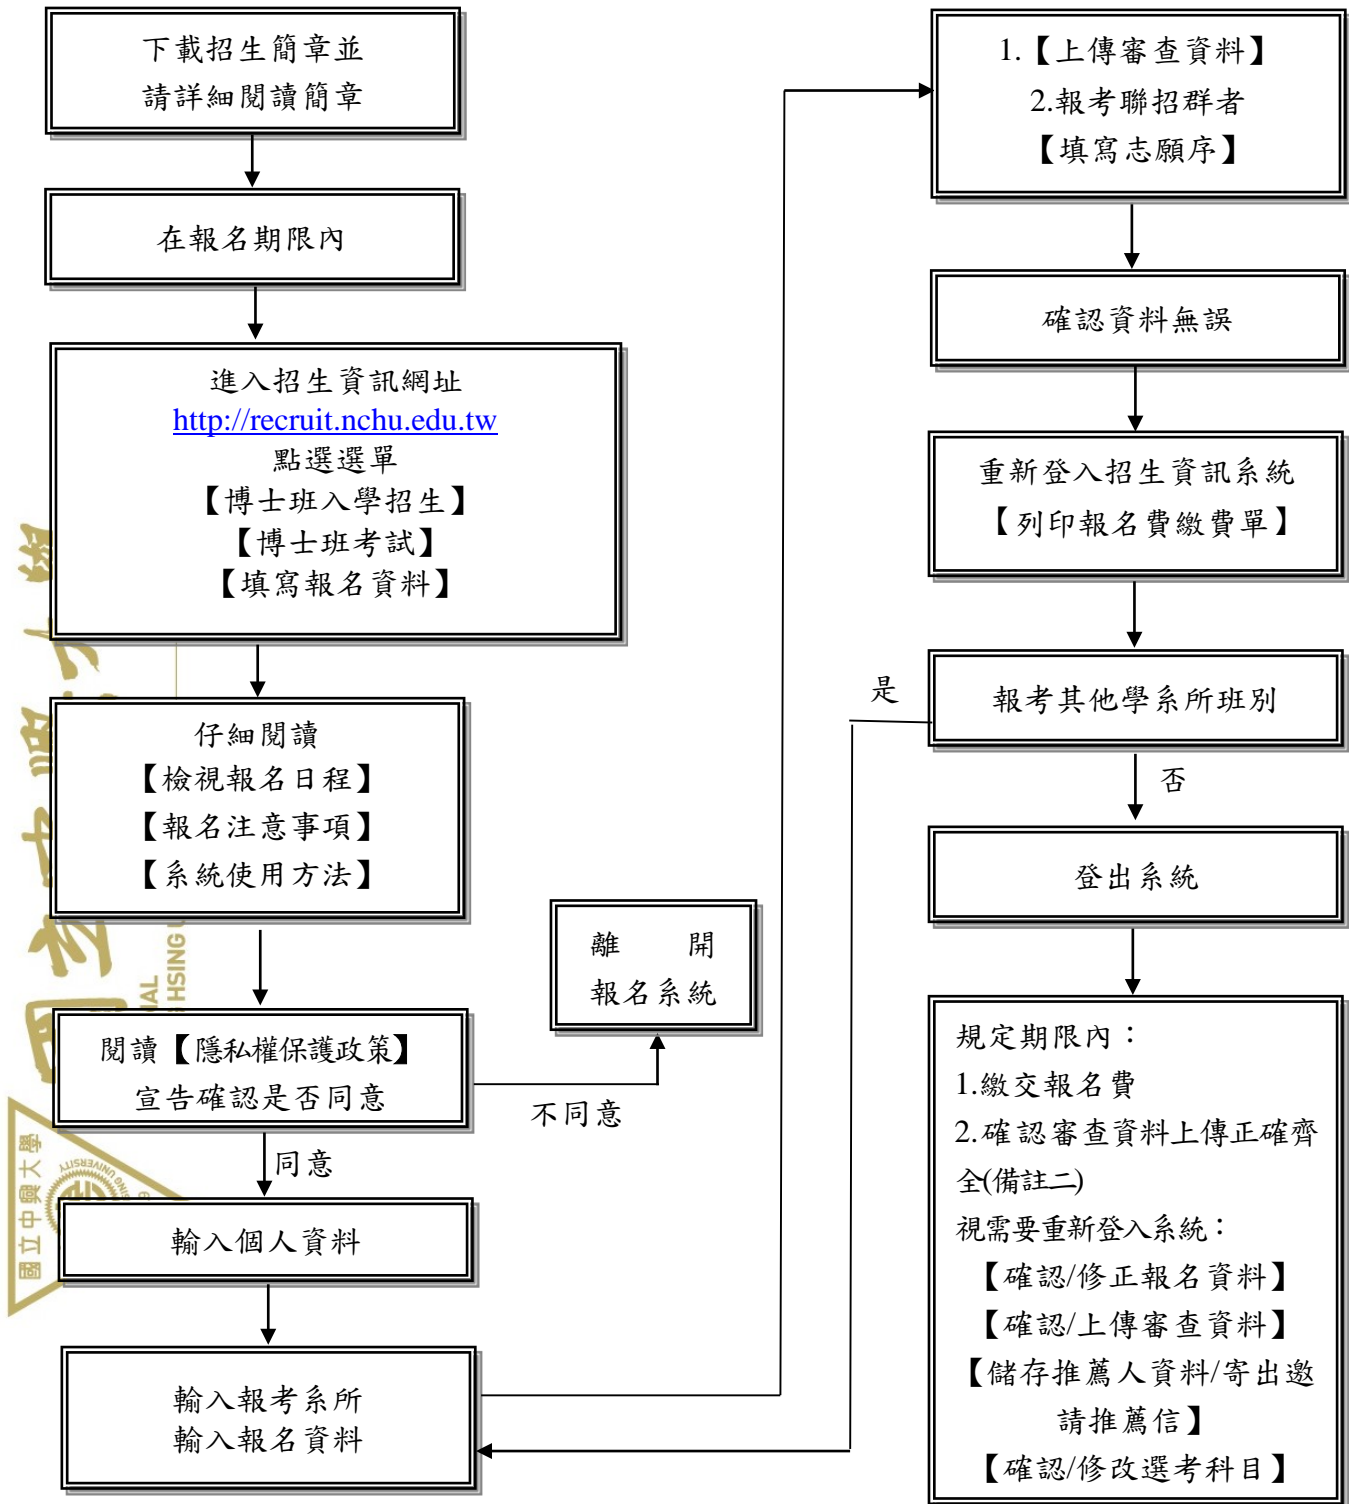 下載招生簡章並
請詳細閱讀簡章
在報名期限內
進入招生資訊網址
http://recruit.nchu.edu.tw
點選選單
【博士班入學招生】
【博士班考試】
【填寫報名資料】
仔細閱讀
【檢視報名日程】
【報名注意事項】
【系統使用方法】
閱讀【隱私權保護政策】
宣告確認是否同意
不同意
離 開
報名系統
同意
輸入個人資料
輸入報考系所
輸入報名資料
1.【上傳審查資料】
2.報考聯招群者
【填寫志願序】
確認資料無誤
重新登入招生資訊系統
【列印報名費繳費單】
報考其他學系所班別
是
否
登出系統
規定期限內：
1.繳交報名費
2.確認審查資料上傳正確齊
全(備註二)
視需要重新登入系統：
【確認/修正報名資料】
【確認/上傳審查資料】
【儲存推薦人資料/寄出邀
請推薦信】
【確認/修改選考科目】
國立中興大學
HSING